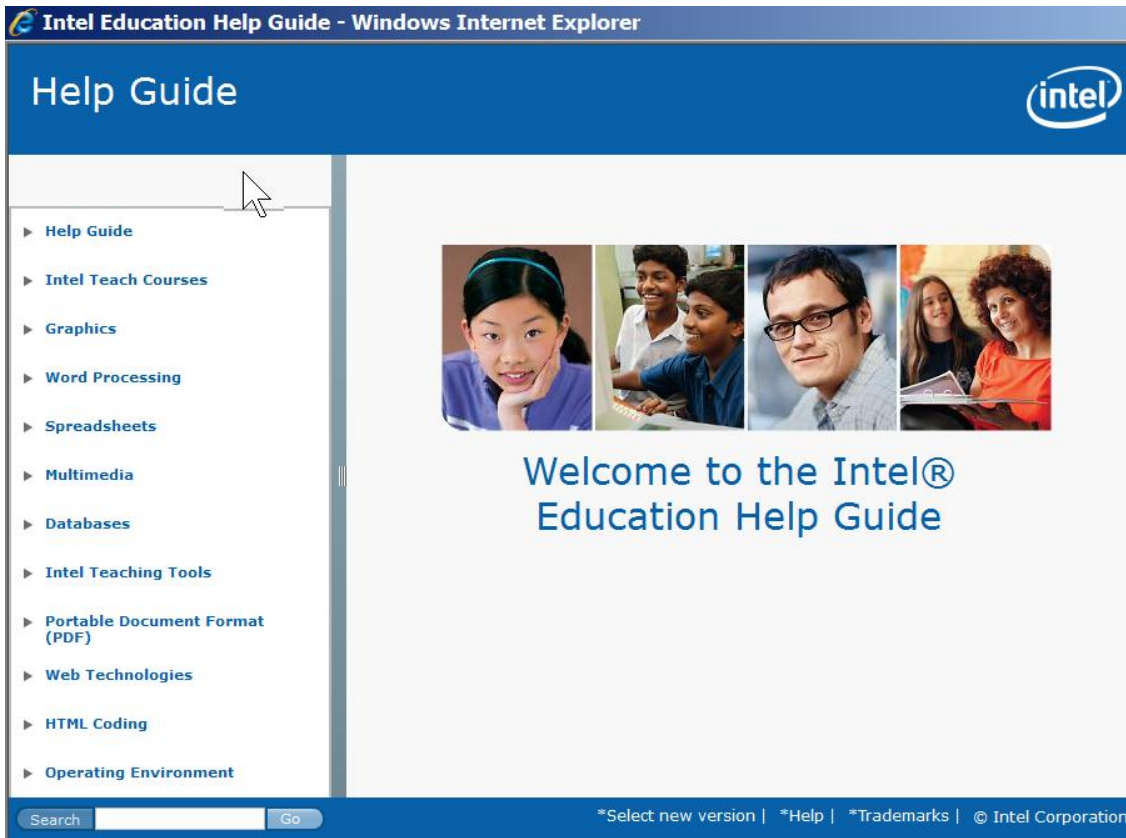 Intel Education Help Guide - Windows Internet Explorer
Help Guide
intel
Help Guide
Intel Teach Courses
Graphics
Word Processing
Spreadsheets
Multimedia
Databases
Intel Teaching Tools
Portable Document Format
(PDF)
Web Technologies
HTML Coding
Operating Environment
Welcome to the Intel®
Education Help Guide
Search Go *Select new version | *Help | *Trademarks | © Intel Corporation